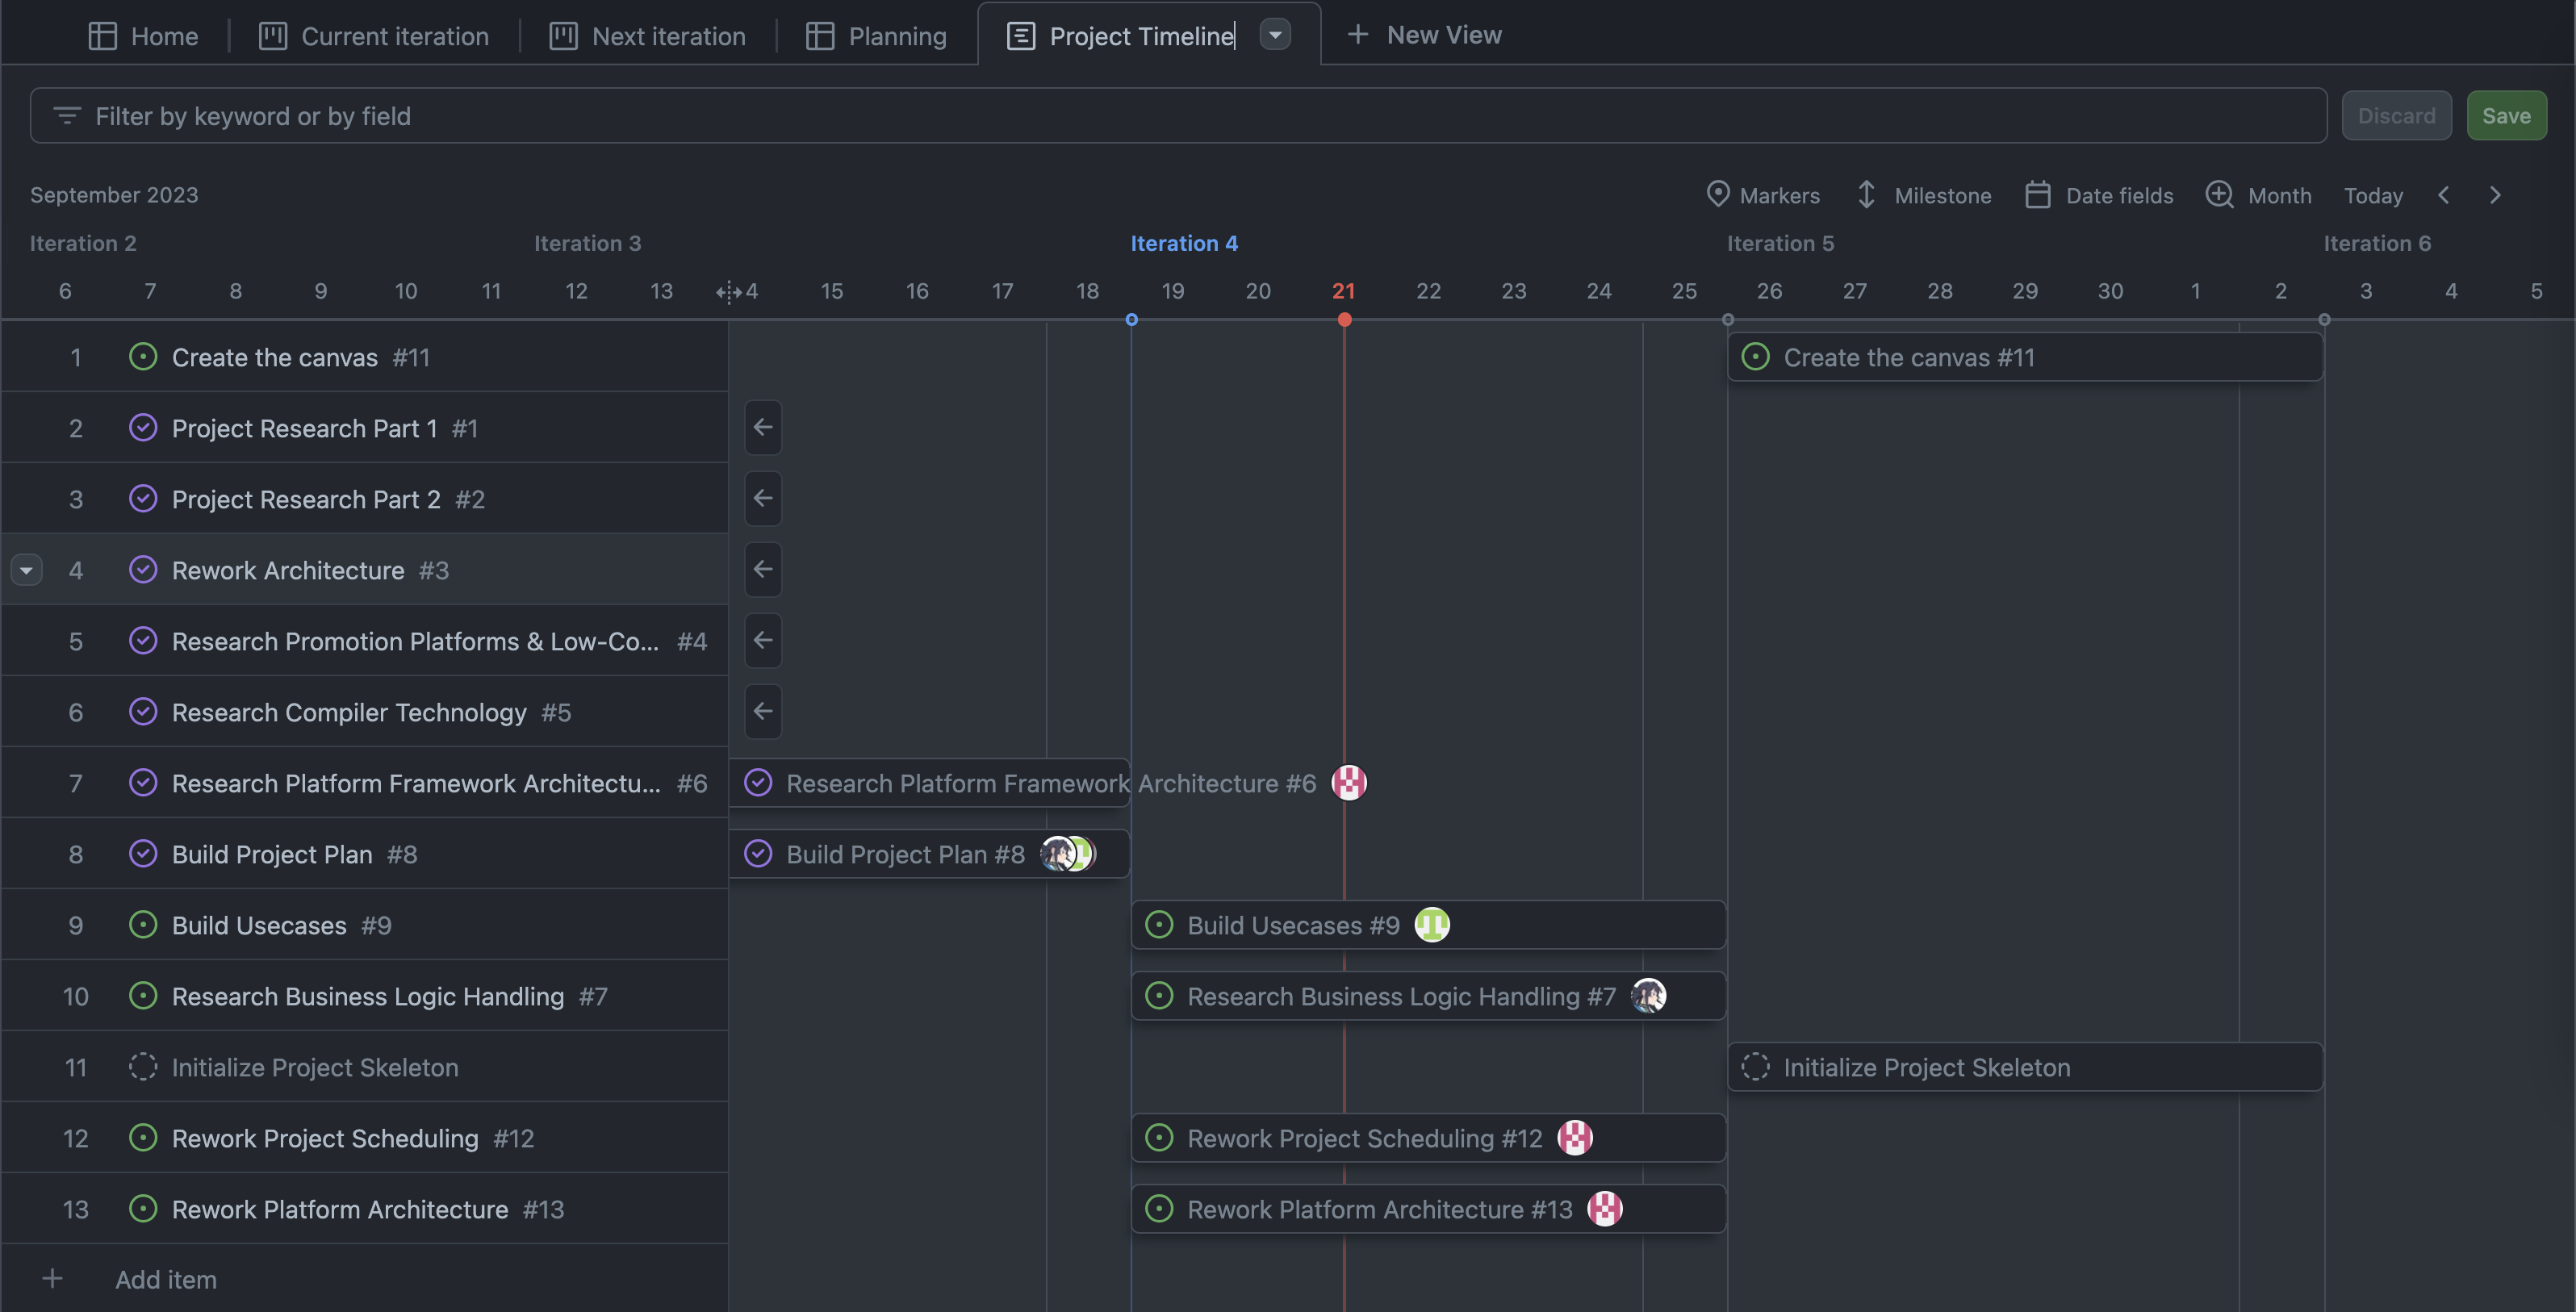 Home Current iteration Next iteration Planning Project Timeline New View
Filter by keyword or by field Discard Save
September 2023 Markers Milestone Date fields Month Today
Iteration 2 Iteration 3 Iteration 4 Iteration 5 Iteration 6
6 7 8 9 10 11 12 13 4 15 16 17 18 19 20 21 22 23 24 25 26 27 28 29 30 1 2 3 4 5
1 Create the canvas #11 Create the canvas #11
2 Project Research Part 1 #1
3 Project Research Part 2 #2
4 Rework Architecture #3
5 Research Promotion Platforms & Low-Co... #4
6 Research Compiler Technology #5
7 Research Platform Framework Architectu... #6 Research Platform Framework Architecture #6
8 Build Project Plan #8 Build Project Plan #8
9 Build Usecases #9 Build Usecases #9
10 Research Business Logic Handling #7 Research Business Logic Handling #7
11 Initialize Project Skeleton Initialize Project Skeleton
12 Rework Project Scheduling #12 Rework Project Scheduling #12
13 Rework Platform Architecture #13 Rework Platform Architecture #13
Add item